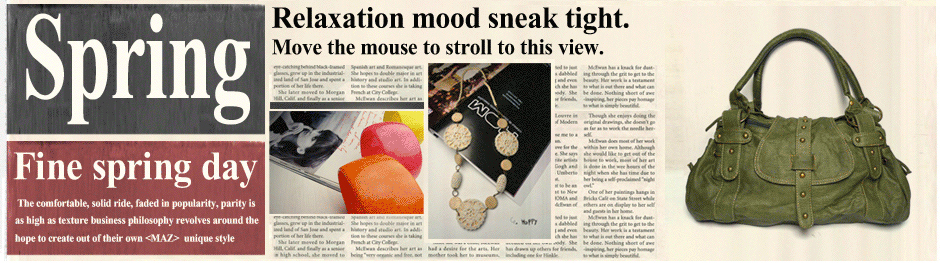 Spring
Fine spring day
The comfortable, solid ride, faded in popularity, parity is
as high as texture business philosophy revolves around the
hope to create out of their own <MAZ> unique style
Relaxation mood sneak tight.
Move the mouse to stroll to this view.
eye-catching behind black-framed
glasses, grew up in the industrial-
ized land of San Jose and spent a
portion of her life there.
She later moved to Morgan
Hill, Calif. and finally as a senior
Spanish art and Romanesque art.
She hopes to double major in art
history and studio art. In addi-
tion to these courses she is taking
French at City College.
McEwan describes her art as
eye-catching behind black-framed
glasses, grew up in the industrial-
ized land of San Jose and spent a
portion of her life there.
She later moved to Morgan
Hill, Calif. and finally as a senior
in high school, she moved to
Spanish art and Romanesque art.
She hopes to double major in art
history and studio art. In addi-
tion to these courses she is taking
French at City College.
McEwan describes her art as
being "very organic and free, not
had a desire for the arts. Her
mother took her to museums,
has drawn ups others for friends,
including one for Hinkle.
McEwan has a knack for dust-
ing through the grit to get to the
beauty. Her work is a testament
to what is out there and what can
be done. Nothing short of awe
-inspiring, her pieces pay homage
to what is simply beautiful.
Though she enjoys doing the
original drawings, she doesn't go
as far as to work the needle her-
self.
McEwan does most of her work
within her own home. Although
she would like to get out of the
house to work, most of her art
is done in the wee hours of the
night when she has time due to
her being a self-proclaimed "night
owl."
One of her paintings hangs in
Bricks Café on State Street while
others are on display to her self
and guests in her home.
McEwan has a knack for dust-
ing through the grit to get to the
beauty. Her work is a testament
to what is out there and what can
be done. Nothing short of awe
-inspiring, her pieces pay homage
to what is simply beautiful.